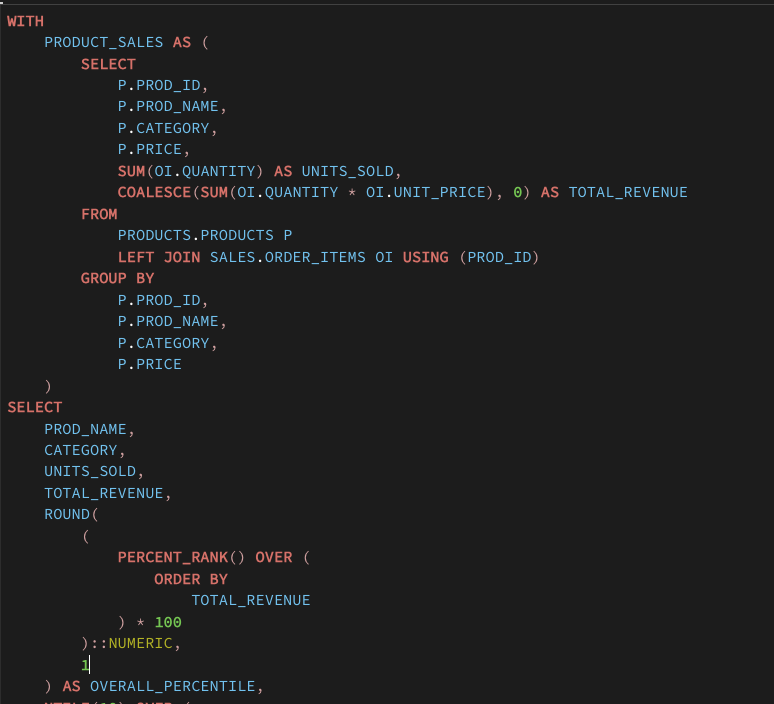 WITH
PRODUCT_SALES AS (
SELECT
P.PROD_ID,
P.PROD_NAME,
P.CATEGORY,
P.PRICE,
SUM(OI.QUANTITY) AS UNITS_SOLD,
COALESCE(SUM(OI.QUANTITY * OI.UNIT_PRICE), 0) AS TOTAL_REVENUE
FROM
PRODUCTS.PRODUCTS P
LEFT JOIN SALES.ORDER_ITEMS OI USING (PROD_ID)
GROUP BY
P.PROD_ID,
P.PROD_NAME,
P.CATEGORY,
P.PRICE
)
SELECT
PROD_NAME,
CATEGORY,
UNITS_SOLD,
TOTAL_REVENUE,
ROUND(
(
PERCENT_RANK() OVER (
ORDER BY
TOTAL_REVENUE
) * 100
)::NUMERIC,
1
) AS OVERALL_PERCENTILE,